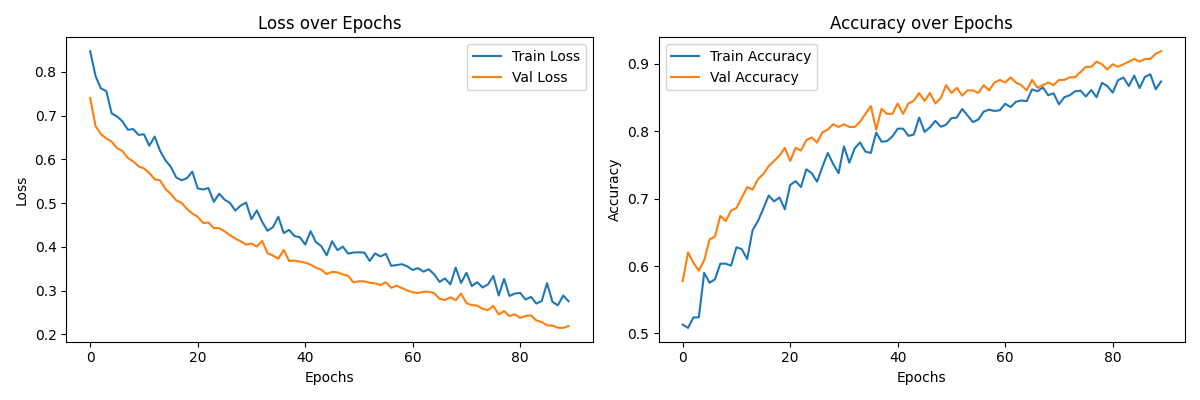 Loss over Epochs
Train Loss
Val Loss
Loss
0.8
0.7
0.6
0.5
0.4
0.3
0.2
0 20 40 60 80
Epochs
Accuracy over Epochs
Train Accuracy
Val Accuracy
Accuracy
0.9
0.8
0.7
0.6
0.5
0 20 40 60 80
Epochs